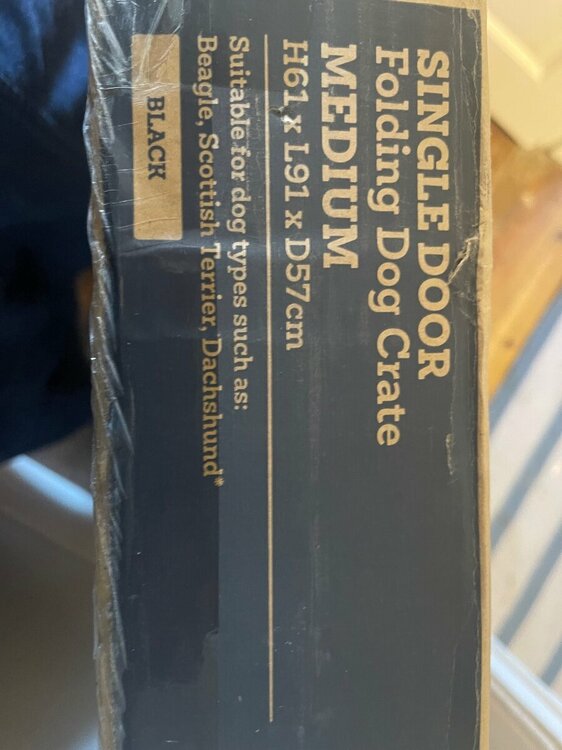 SINGLE DOOR
Folding Dog Crate
MEDIUM
H61 x L91 x D57cm
Suitable for dog types such as:
Beagle, Scottish Terrier, Dachshund*
BLACK